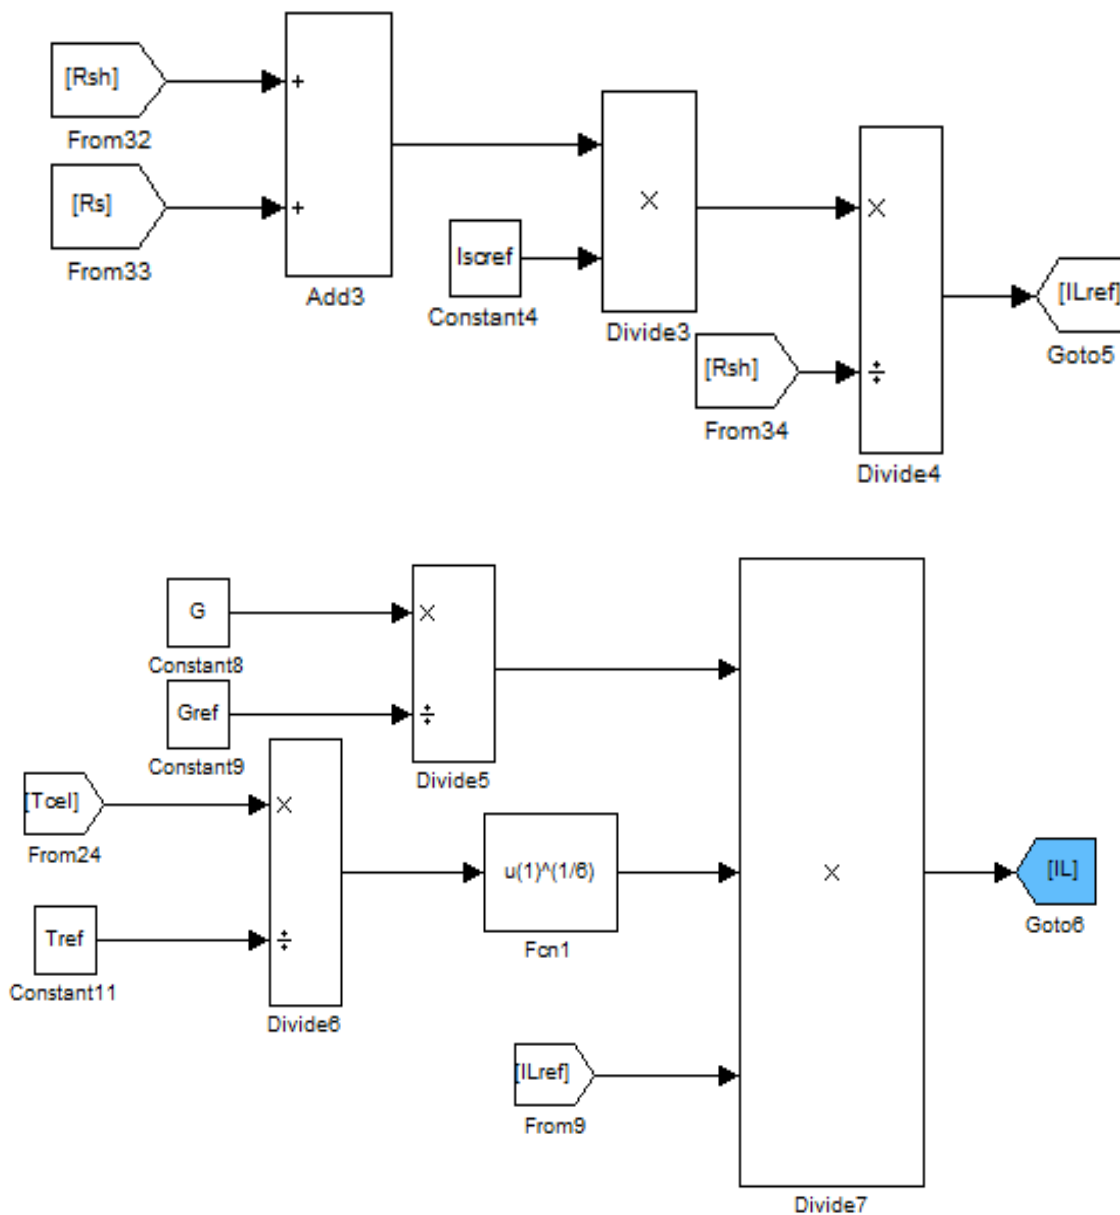 [Rsh]
+
From32
[Rs]
+
From33
Add3
Iscref
Constant4
×
Divide3
×
[Rsh]
÷
From34
Divide4
[ILref]
Goto5
G
×
Constant8
Gref
÷
Constant9
Divide5
[Tcel]
×
From24
Tref
÷
Constant11
Divide6
u(1)^(1/6)
Fcn1
[ILref]
From9
×
Divide7
[IL]
Goto6